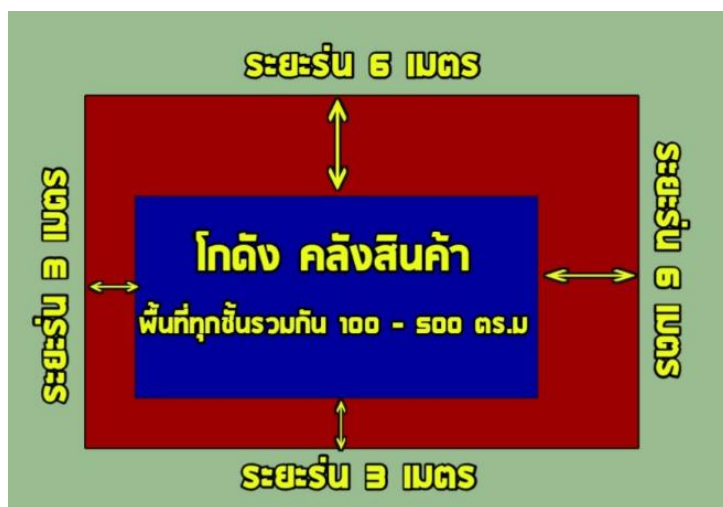 ระยะร่น 6 เมตร
ระยะร่น 3 เมตร
โกดัง คลังสินค้า
พื้นที่ทุกชั้นรวมกัน 100 - 500 ตร.ม
ระยะร่น 6 เมตร
ระยะร่น 3 เมตร